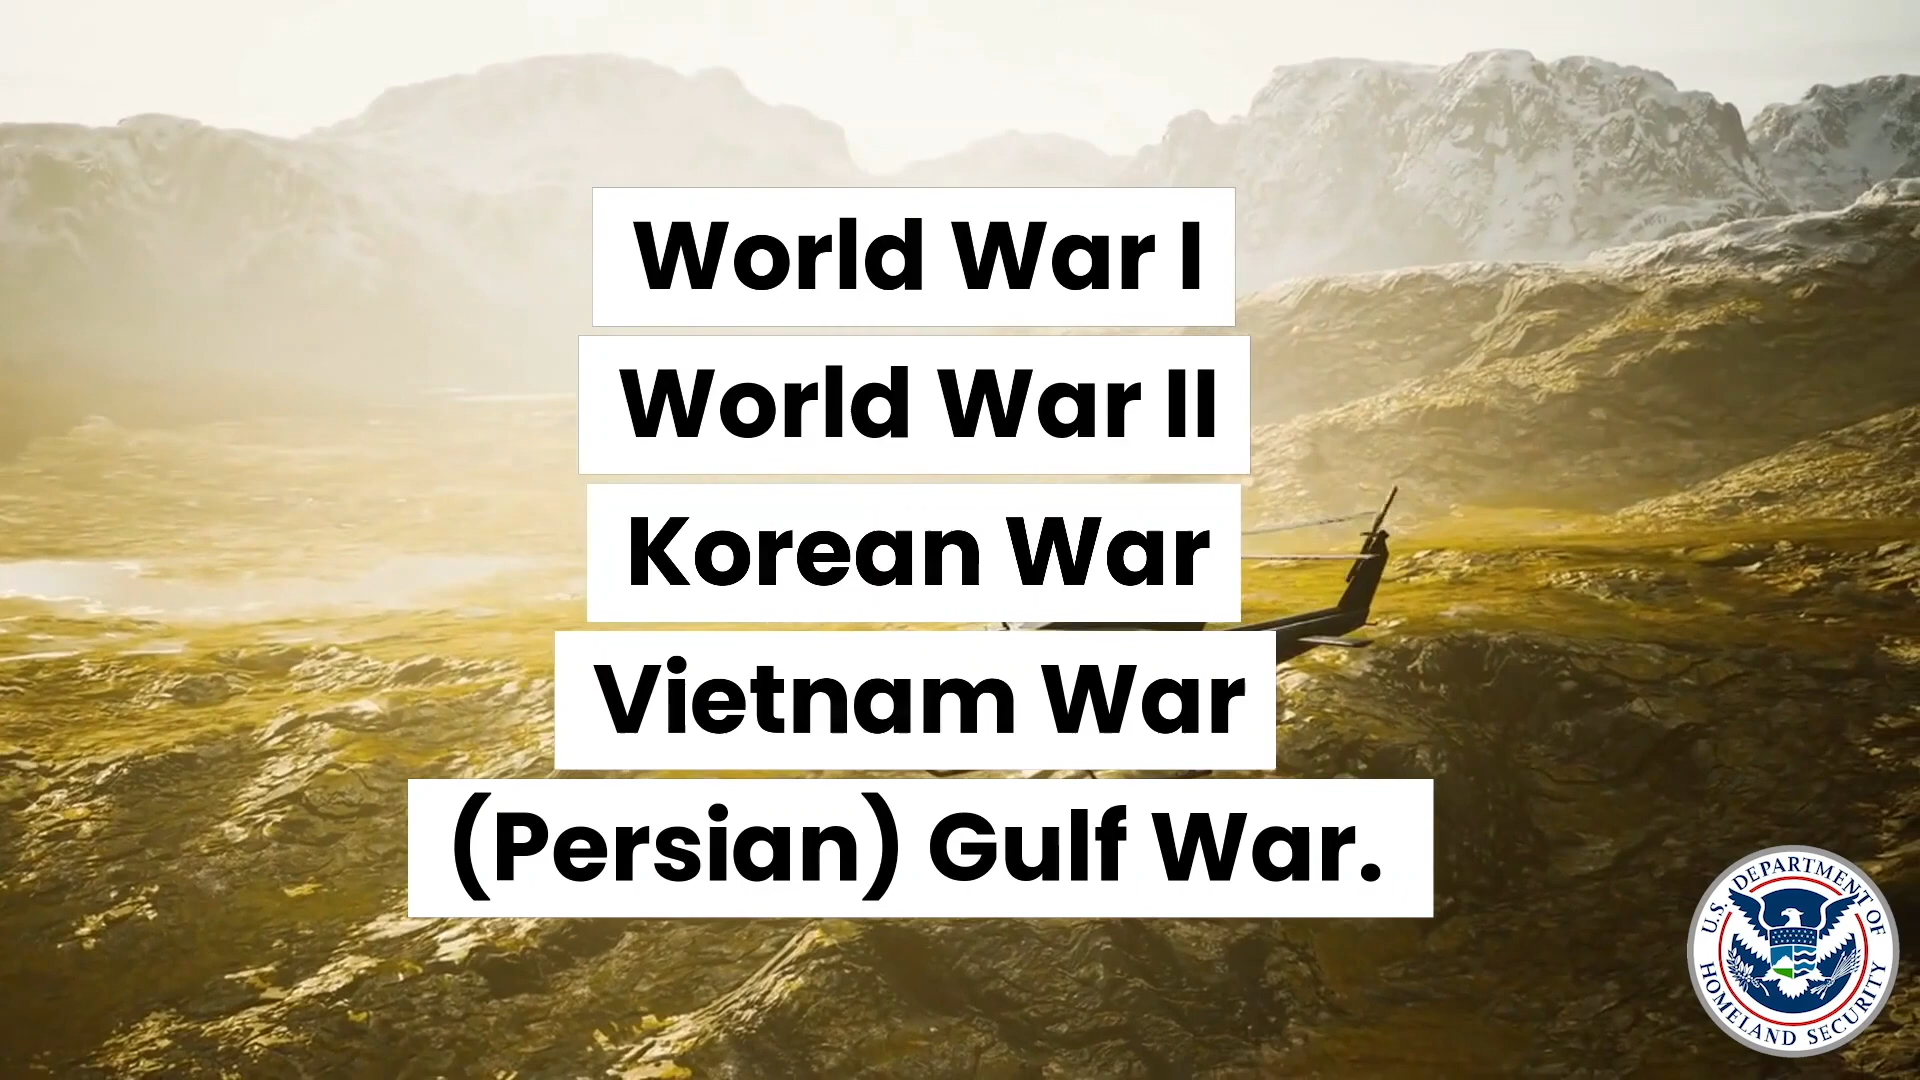 World War I
World War II
Korean War
Vietnam War
(Persian) Gulf War.
U.S. DEPARTMENT OF
HOMELAND SECURITY